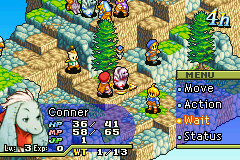 4h
MENU
Move
Action
Wait
Status
Conner
HP 36/ 41
MP 58/ 65
JP 0
Lv. 3 Exp. WT 1/13